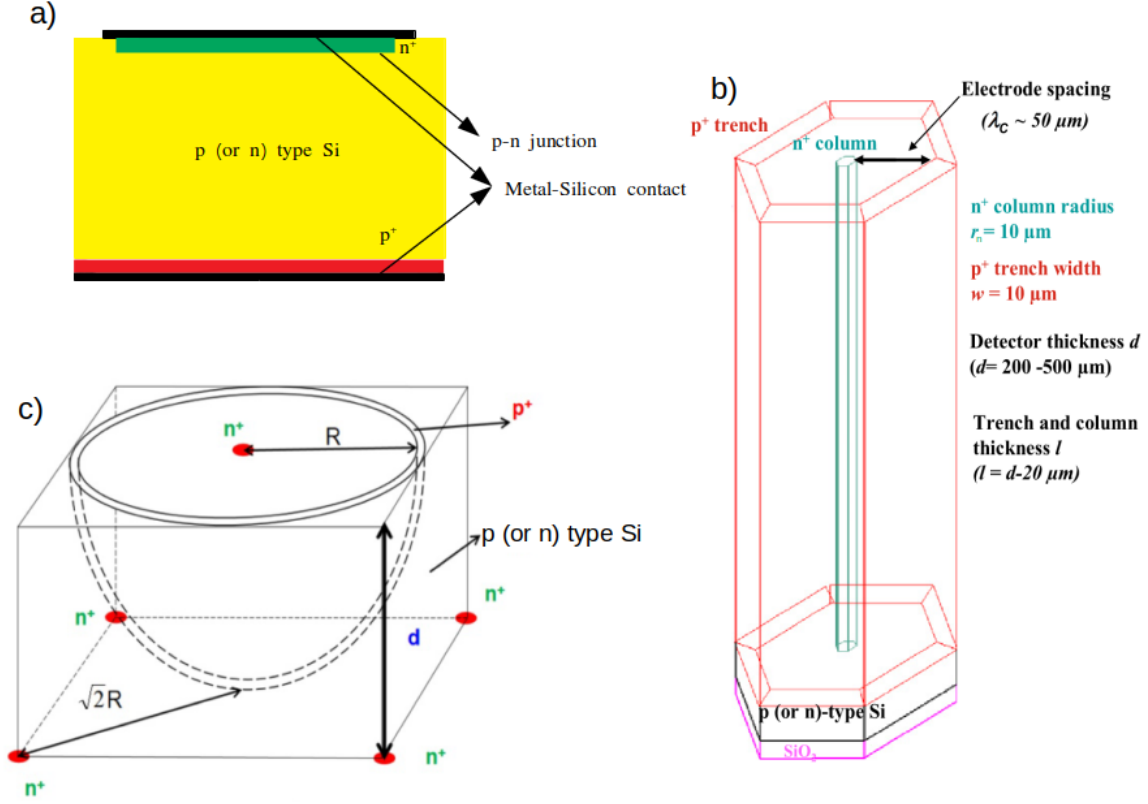 a)
n⁺
p (or n) type Si
p-n junction
Metal-Silicon contact
p⁺
b)
Electrode spacing
(λC ~ 50 μm)
p⁺ trench
n⁺ column
n⁺ column radius
rn = 10 μm
p⁺ trench width
w = 10 μm
Detector thickness d
(d= 200 -500 μm)
Trench and column
thickness l
(l = d-20 μm)
p (or n)-type Si
SiO₂
c)
n⁺
R
p⁺
p (or n) type Si
n⁺
n⁺
d
√2R
n⁺
n⁺